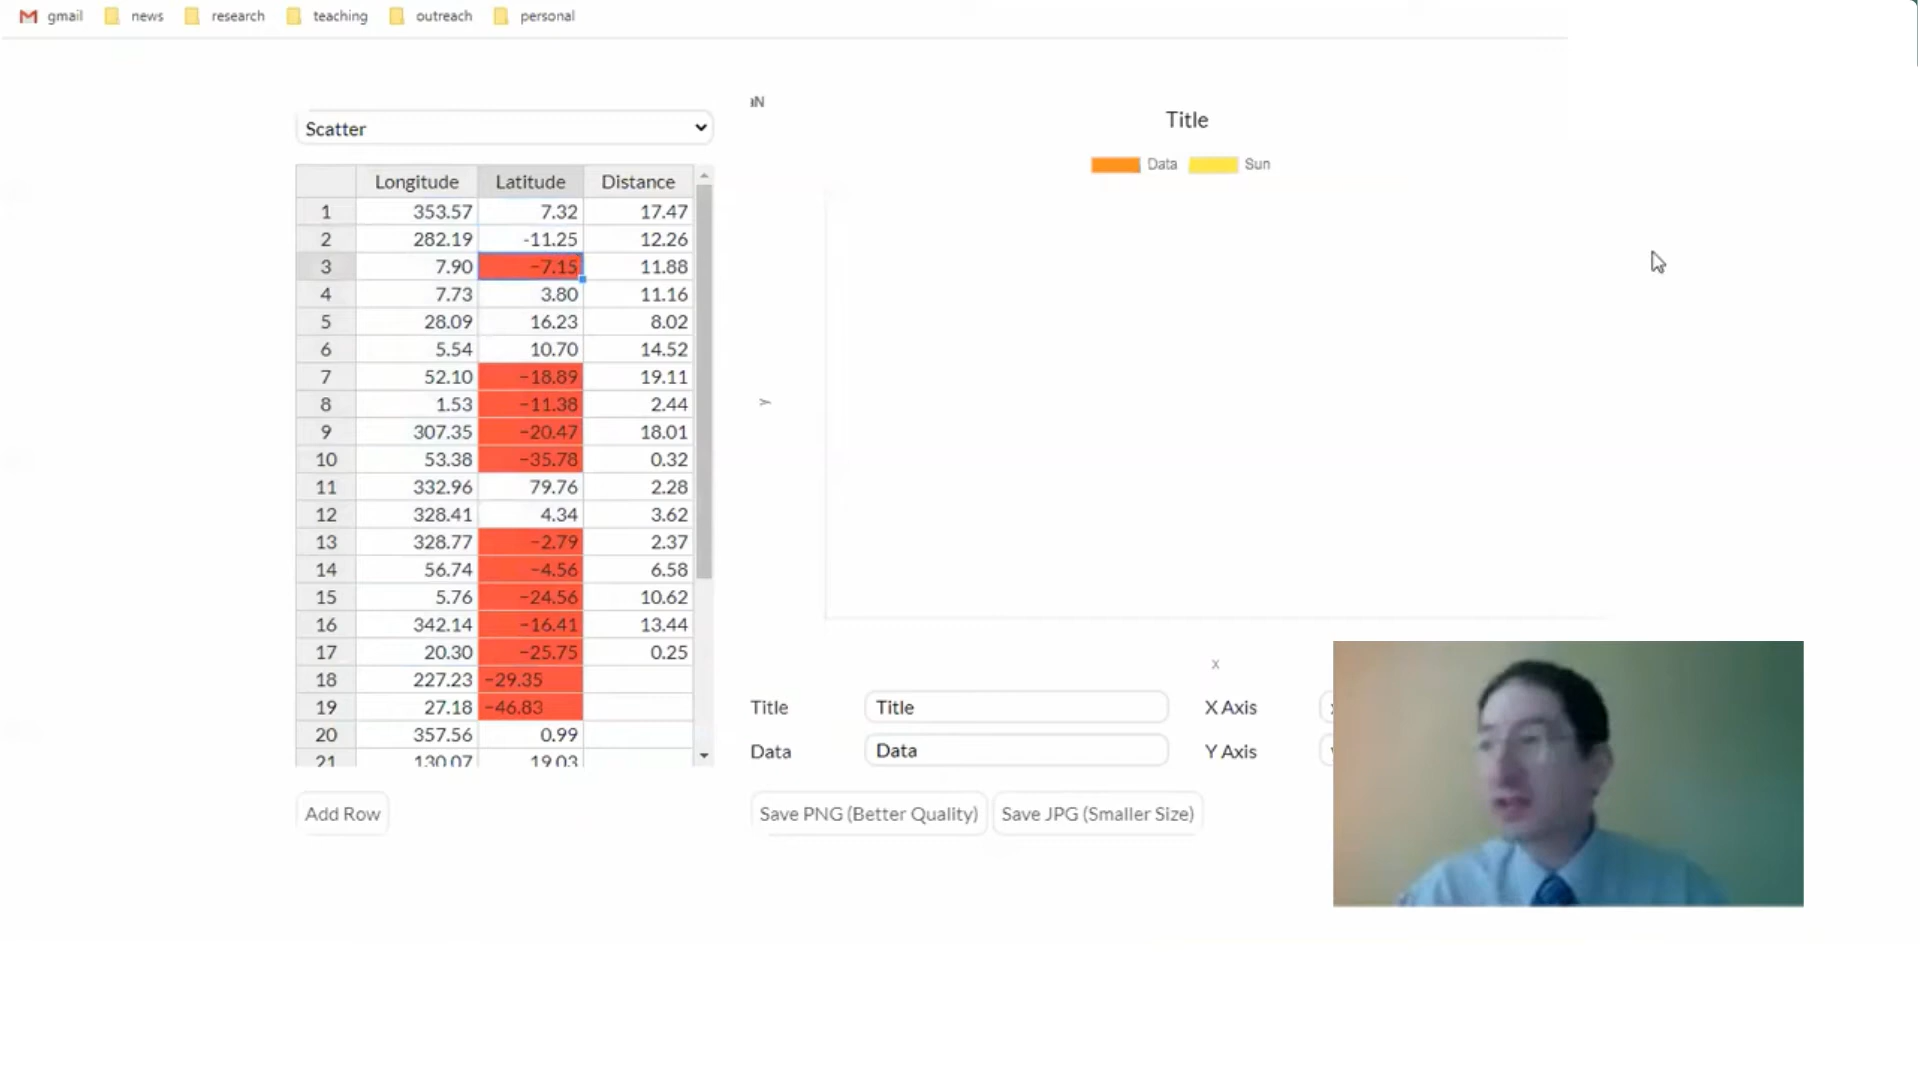 gmail news research teaching outreach personal
Scatter
Longitude Latitude Distance
1 353.57 7.32 17.47
2 282.19 -11.25 12.26
3 7.90 −7.15 11.88
4 7.73 3.80 11.16
5 28.09 16.23 8.02
6 5.54 10.70 14.52
7 52.10 −18.89 19.11
8 1.53 −11.38 2.44
9 307.35 −20.47 18.01
10 53.38 −35.78 0.32
11 332.96 79.76 2.28
12 328.41 4.34 3.62
13 328.77 −2.79 2.37
14 56.74 −4.56 6.58
15 5.76 −24.56 10.62
16 342.14 −16.41 13.44
17 20.30 −25.75 0.25
18 227.23 −29.35
19 27.18 −46.83
20 357.56 0.99
21 130.07 19.03
Add Row
Title
Data Sun
y
x
Title Title X Axis
Data Data Y Axis
Save PNG (Better Quality) Save JPG (Smaller Size)